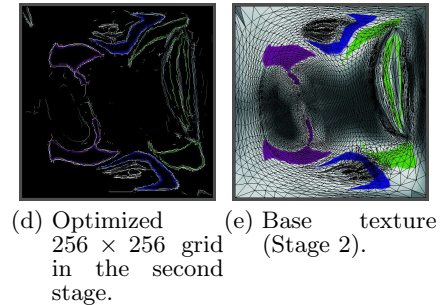 (d) Optimized
256 × 256 grid
in the second
stage.
(e) Base texture
(Stage 2).